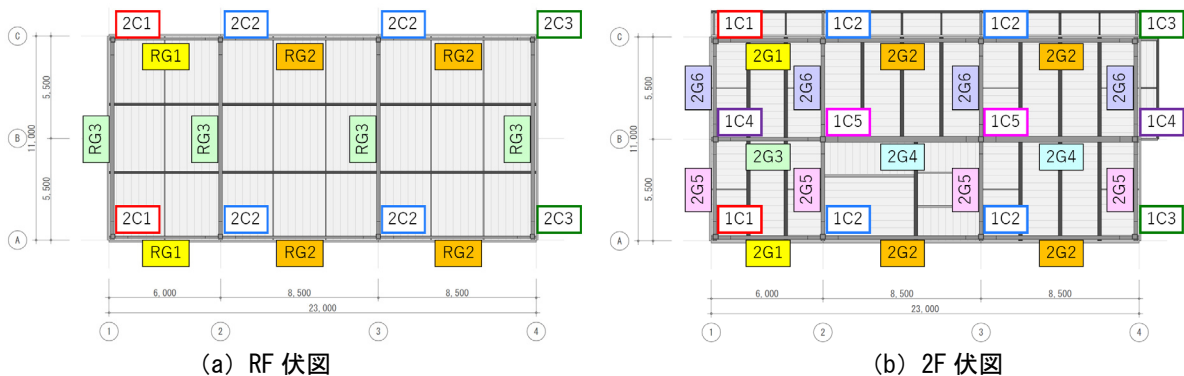 2C1 2C2 2C2 2C3
C
RG1 RG2 RG2
5,500
RG3 RG3 RG3 RG3
B
11,000
5,500
2C1 2C2 2C2 2C3
A
RG1 RG2 RG2
6,000 8,500 8,500
23,000
1 2 3 4
(a) RF 伏図
1C1 1C2 1C2 1C3
C
2G1 2G2 2G2
5,500
2G6 2G6 2G6 2G6
1C4 1C5 1C5 1C4
B
11,000
2G3 2G4 2G4
5,500
2G5 2G5 2G5 2G5
1C1 1C2 1C2 1C3
A
2G1 2G2 2G2
6,000 8,500 8,500
23,000
1 2 3 4
(b) 2F 伏図